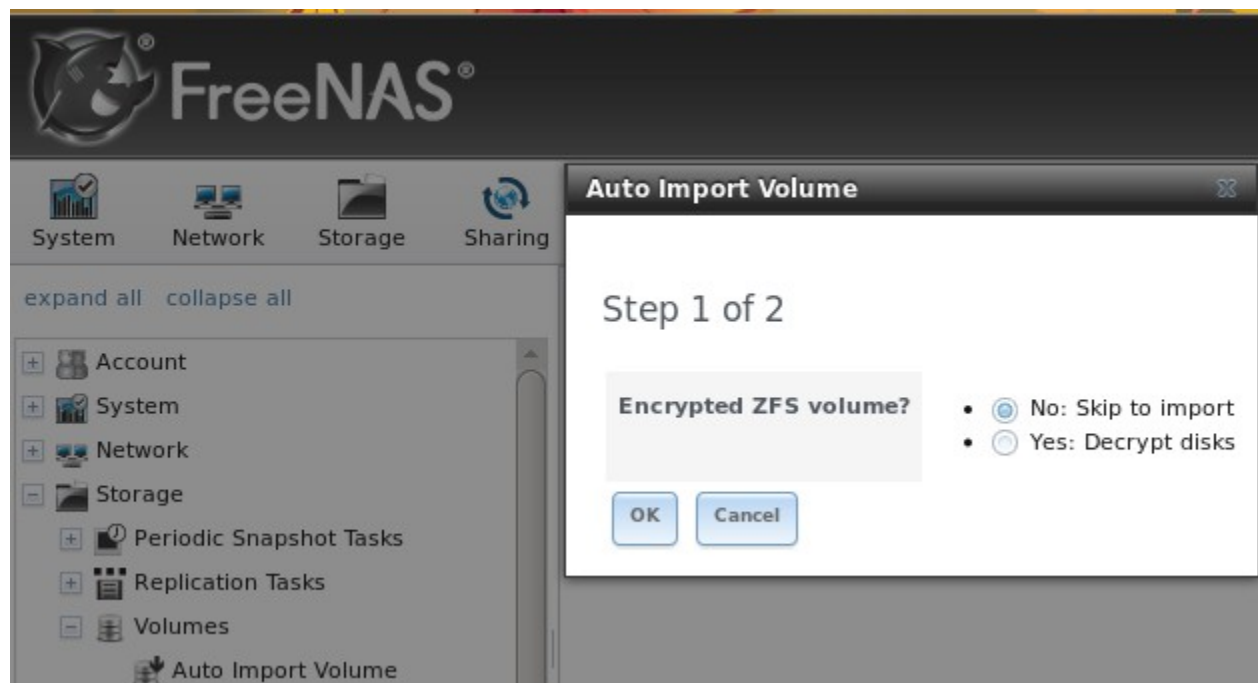 FreeNAS®
System Network Storage Sharing
expand all collapse all
Account
System
Network
Storage
Periodic Snapshot Tasks
Replication Tasks
Volumes
Auto Import Volume
Auto Import Volume
Step 1 of 2
Encrypted ZFS volume?
No: Skip to import
Yes: Decrypt disks
OK Cancel